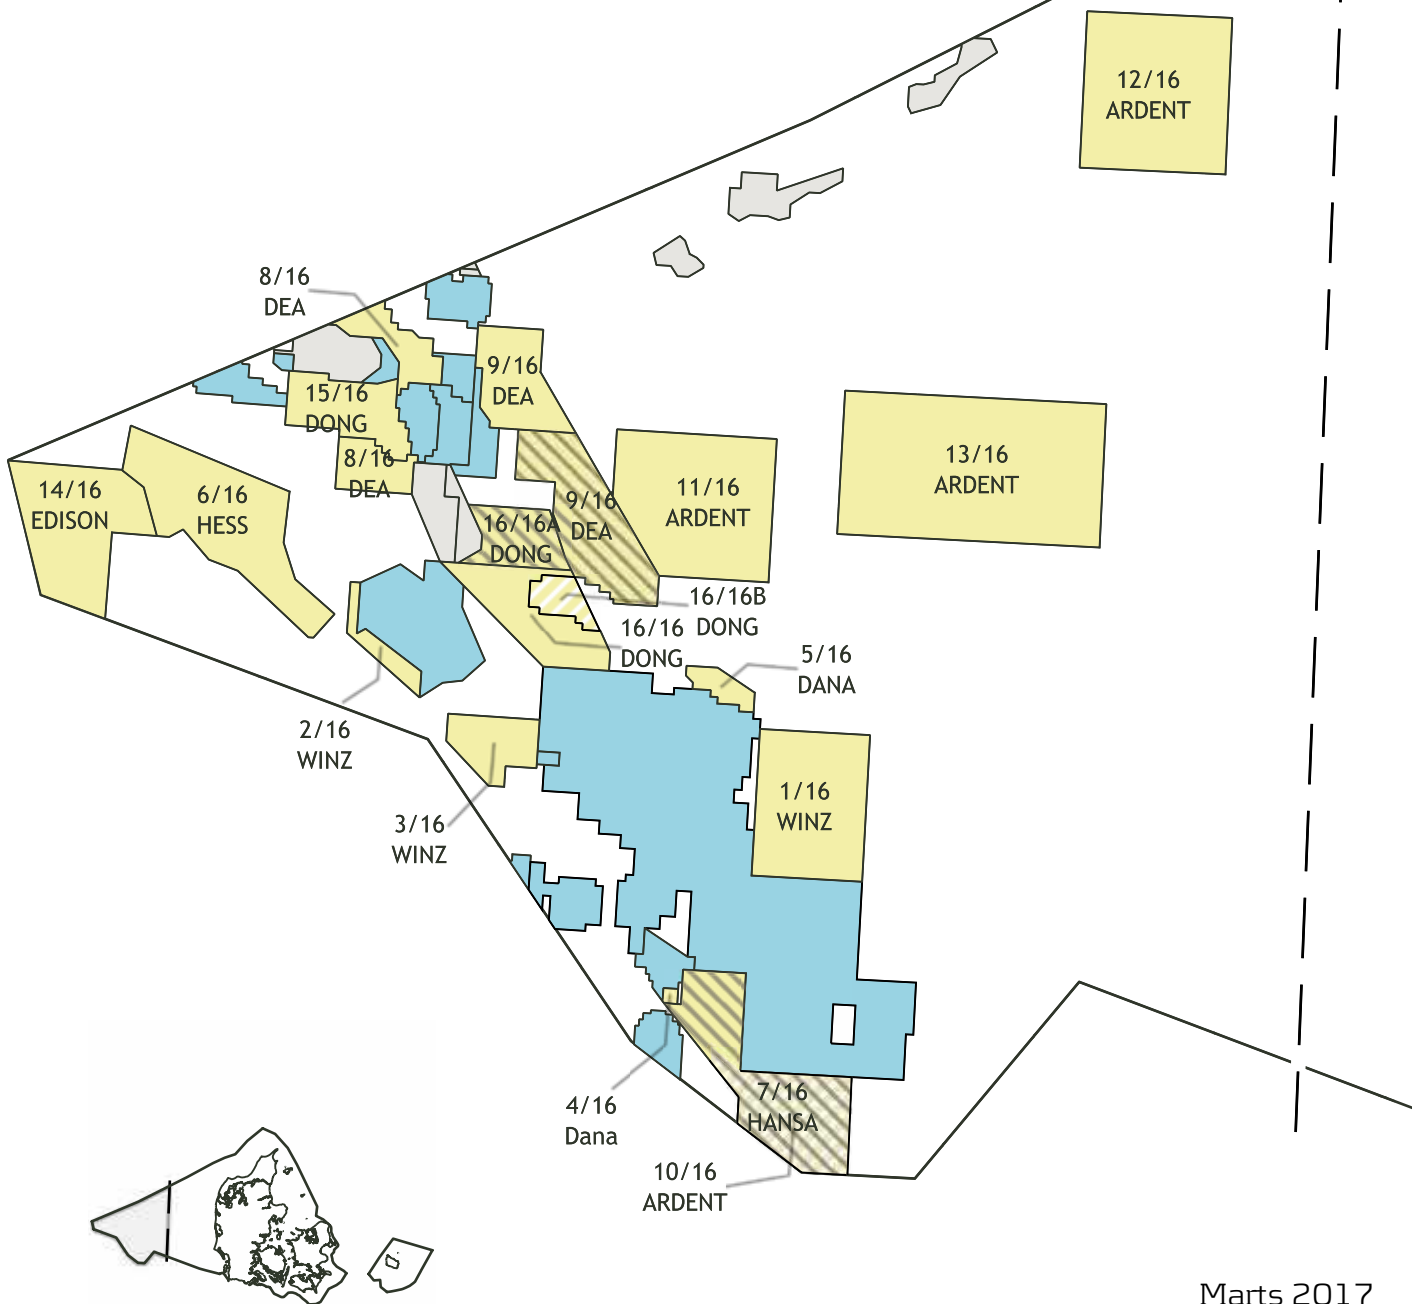 12/16
ARDENT
8/16
DEA
9/16
DEA
15/16
DONG
8/16
DEA
14/16
EDISON
6/16
HESS
16/16A
DONG
9/16
DEA
11/16
ARDENT
13/16
ARDENT
16/16B
DONG
16/16
DONG
5/16
DANA
2/16
WINZ
3/16
WINZ
1/16
WINZ
4/16
Dana
7/16
HANSA
10/16
ARDENT
Marts 2017